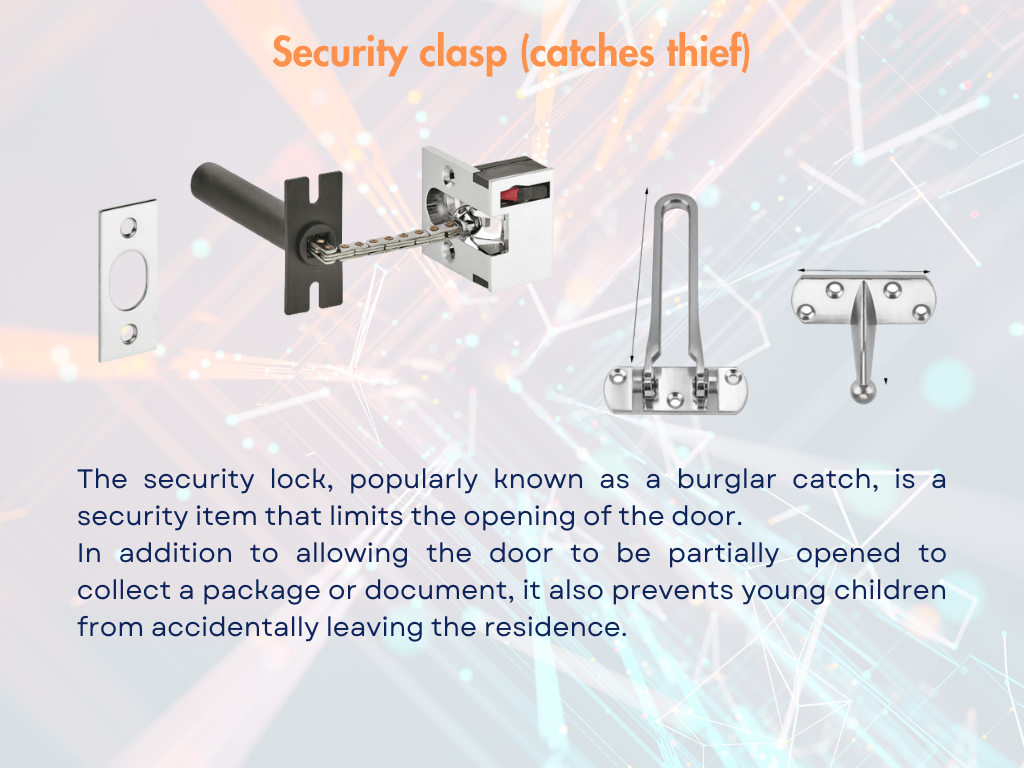 Security clasp (catches thief)
The security lock, popularly known as a burglar catch, is a
security item that limits the opening of the door.
In addition to allowing the door to be partially opened to
collect a package or document, it also prevents young children
from accidentally leaving the residence.